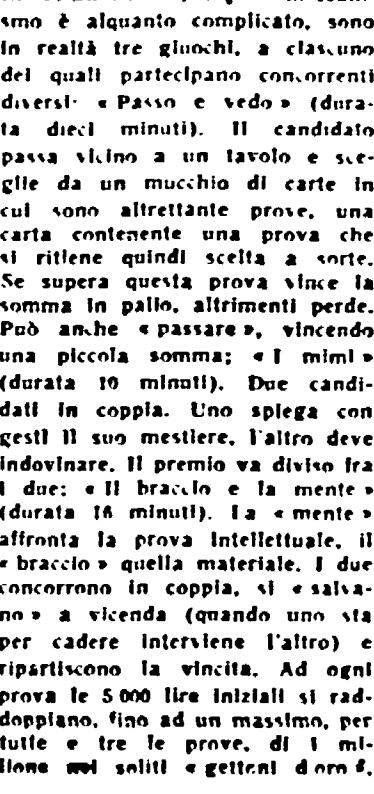 smo è alquanto complicato, sono
in realtà tre giuochi, a ciascuno
dei quali partecipano concorrenti
diversi: « Passo e vedo » (dura-
ta dieci minuti). Il candidato
passa vicino a un tavolo e sce-
glie da un mucchio di carte in
cui sono altrettante prove, una
carta contenente una prova che
si ritiene quindi scelta a sorte.
Se supera questa prova vince la
somma in palio, altrimenti perde.
Può anche « passare », vincendo
una piccola somma; « I mimi »
(durata 10 minuti). Due candi-
dati in coppia. Uno spiega con
gesti il suo mestiere, l'altro deve
indovinare. Il premio va diviso fra
i due; « Il braccio e la mente »
(durata 16 minuti). La « mente »
affronta la prova intellettuale, il
« braccio » quella materiale. I due
concorrono in coppia, si « salva-
no » a vicenda (quando uno sta
per cadere interviene l'altro) e
ripartiscono la vincita. Ad ogni
prova le 5 000 lire iniziali si rad-
doppiano, fino ad un massimo, per
tutte e tre le prove, di 1 mi-
lione nei soliti « gettoni d'oro ».